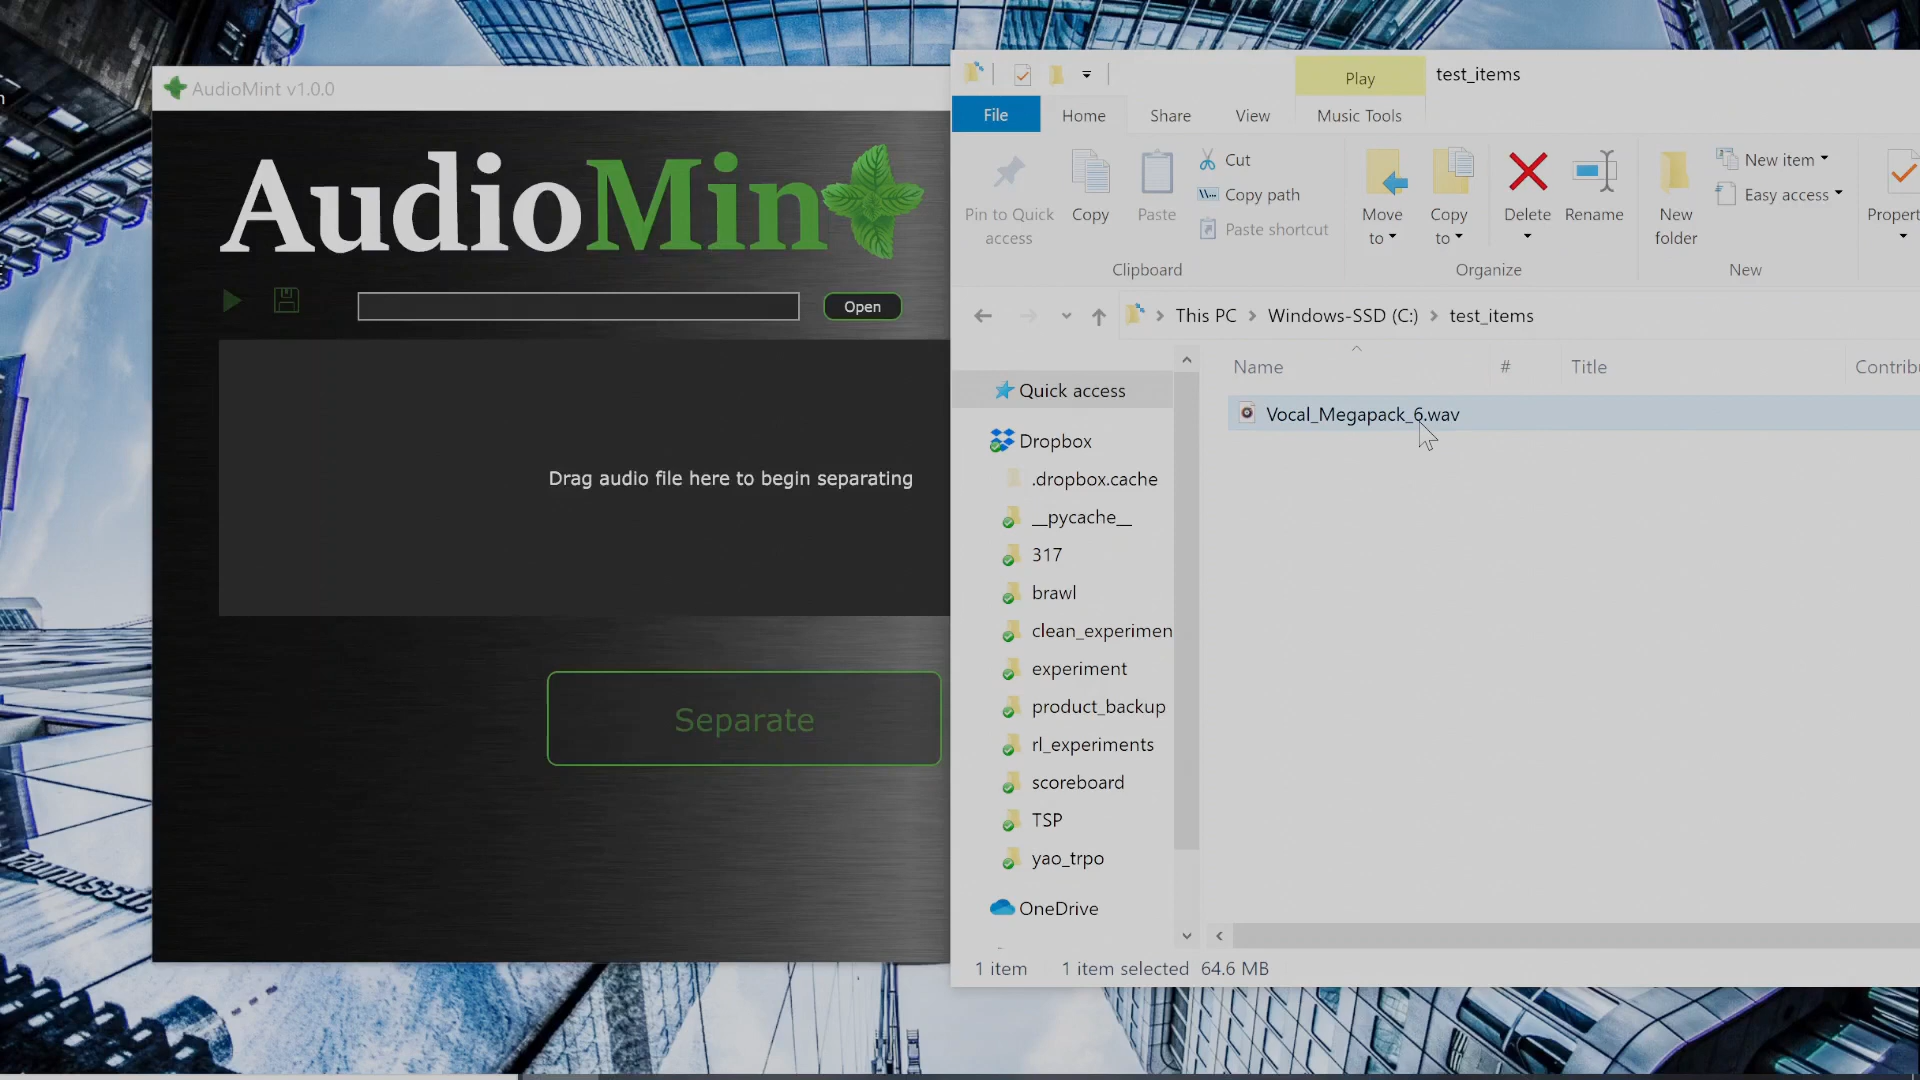 AudioMint v1.0.0
AudioMin
Open
Drag audio file here to begin separating
Separate
Play
test_items
File
Home
Share
View
Music Tools
Pin to Quick
access
Copy
Paste
Cut
Copy path
Paste shortcut
Clipboard
Move
to
Copy
to
Delete
Rename
Organize
New
folder
New item
Easy access
New
Propert
This PC
Windows-SSD (C:)
test_items
Name
#
Title
Contribu
Quick access
Dropbox
.dropbox.cache
__pycache__
317
brawl
clean_experimen
experiment
product_backup
rl_experiments
scoreboard
TSP
yao_trpo
OneDrive
Vocal_Megapack_6.wav
1 item
1 item selected
64.6 MB
Taunusstr.